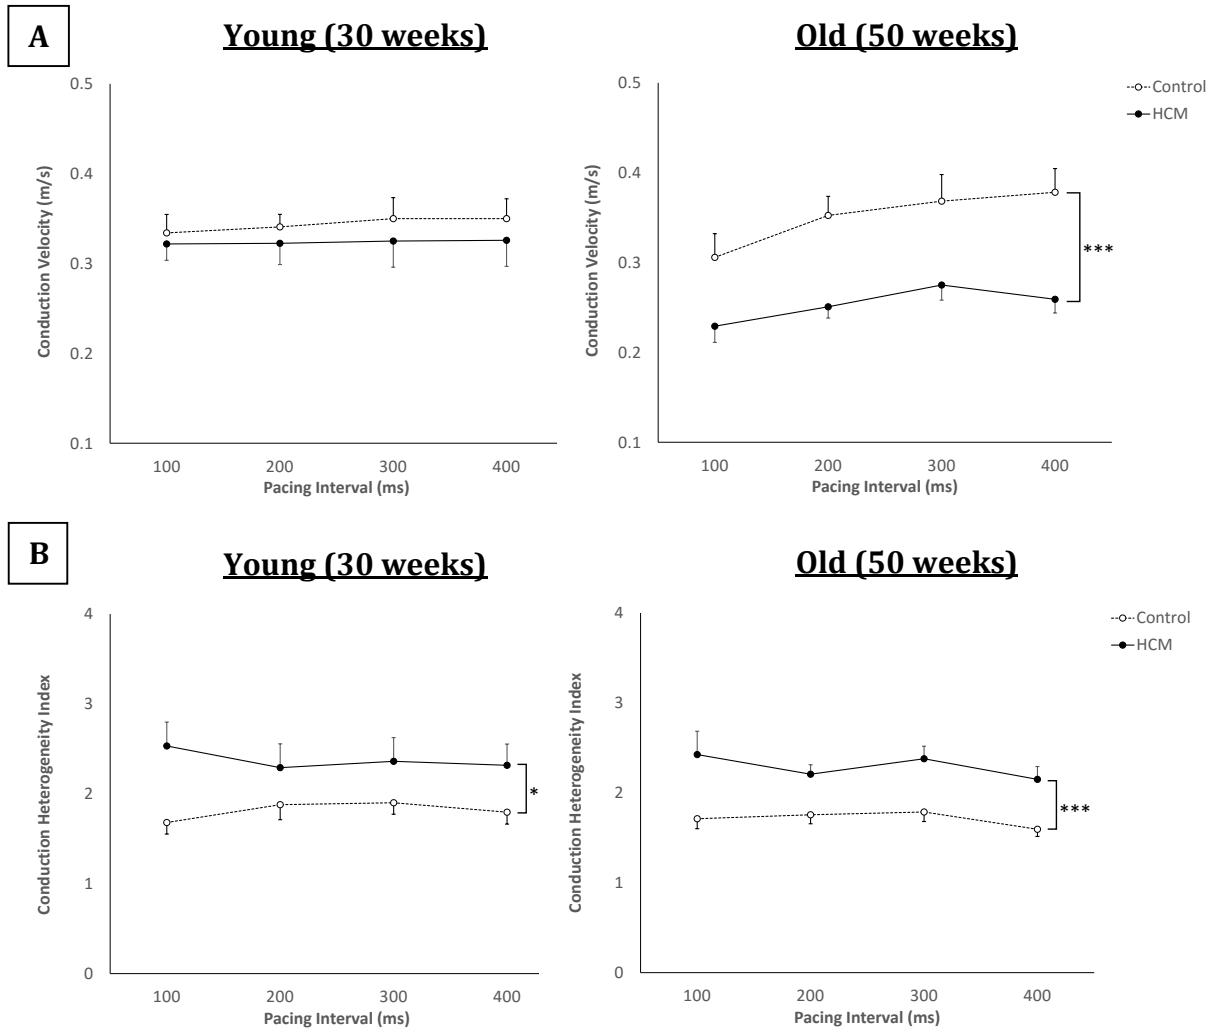 A
Young (30 weeks)
Old (50 weeks)
Control
HCM
Conduction Velocity (m/s)
0.5
0.4
0.3
0.2
0.1
100 200 300 400
Pacing Interval (ms)
Conduction Velocity (m/s)
0.5
0.4
0.3
0.2
0.1
***
100 200 300 400
Pacing Interval (ms)
B
Young (30 weeks)
Old (50 weeks)
Control
HCM
Conduction Heterogeneity Index
4
3
2
1
0
*
100 200 300 400
Pacing Interval (ms)
Conduction Heterogeneity Index
4
3
2
1
0
***
100 200 300 400
Pacing Interval (ms)